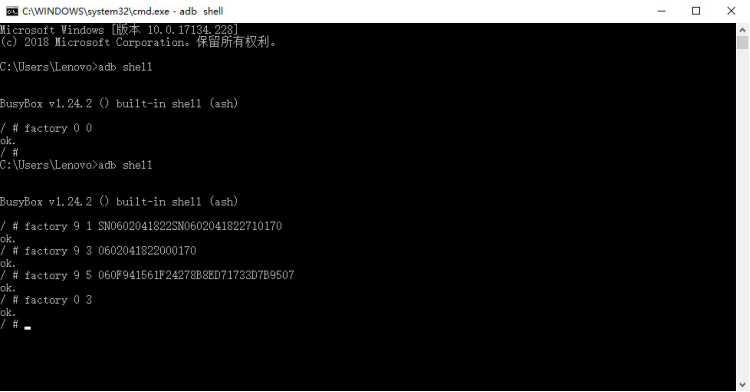 C:\WINDOWS\system32\cmd.exe - adb  shell
Microsoft Windows [版本 10.0.17134.228]
(c) 2018 Microsoft Corporation。保留所有权利。
C:\Users\Lenovo>adb shell
BusyBox v1.24.2 () built-in shell (ash)
/ # factory 0 0
ok.
/ #
C:\Users\Lenovo>adb shell
BusyBox v1.24.2 () built-in shell (ash)
/ # factory 9 1 SN0602041822SN0602041822710170
ok.
/ # factory 9 3 0602041822000170
ok.
/ # factory 9 5 060F941561F24278B8ED71733D7B9507
ok.
/ # factory 0 3
ok.
/ #